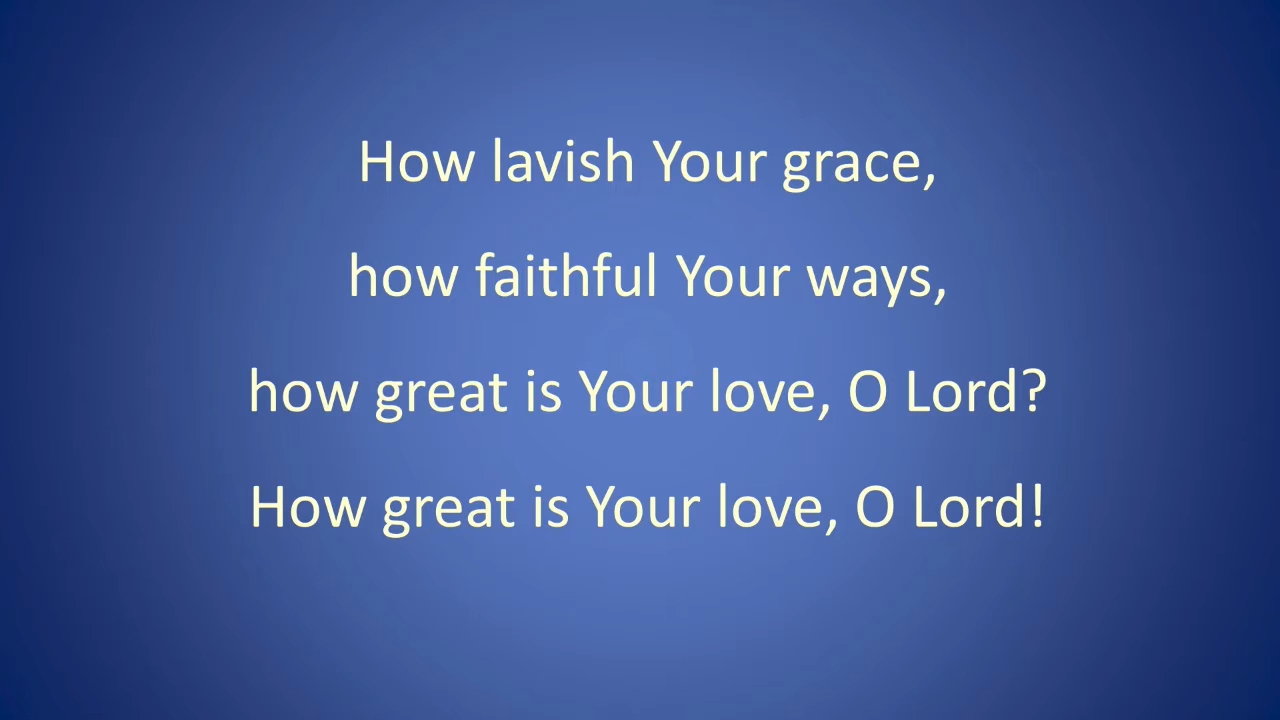 How lavish Your grace,
how faithful Your ways,
how great is Your love, O Lord?
How great is Your love, O Lord!